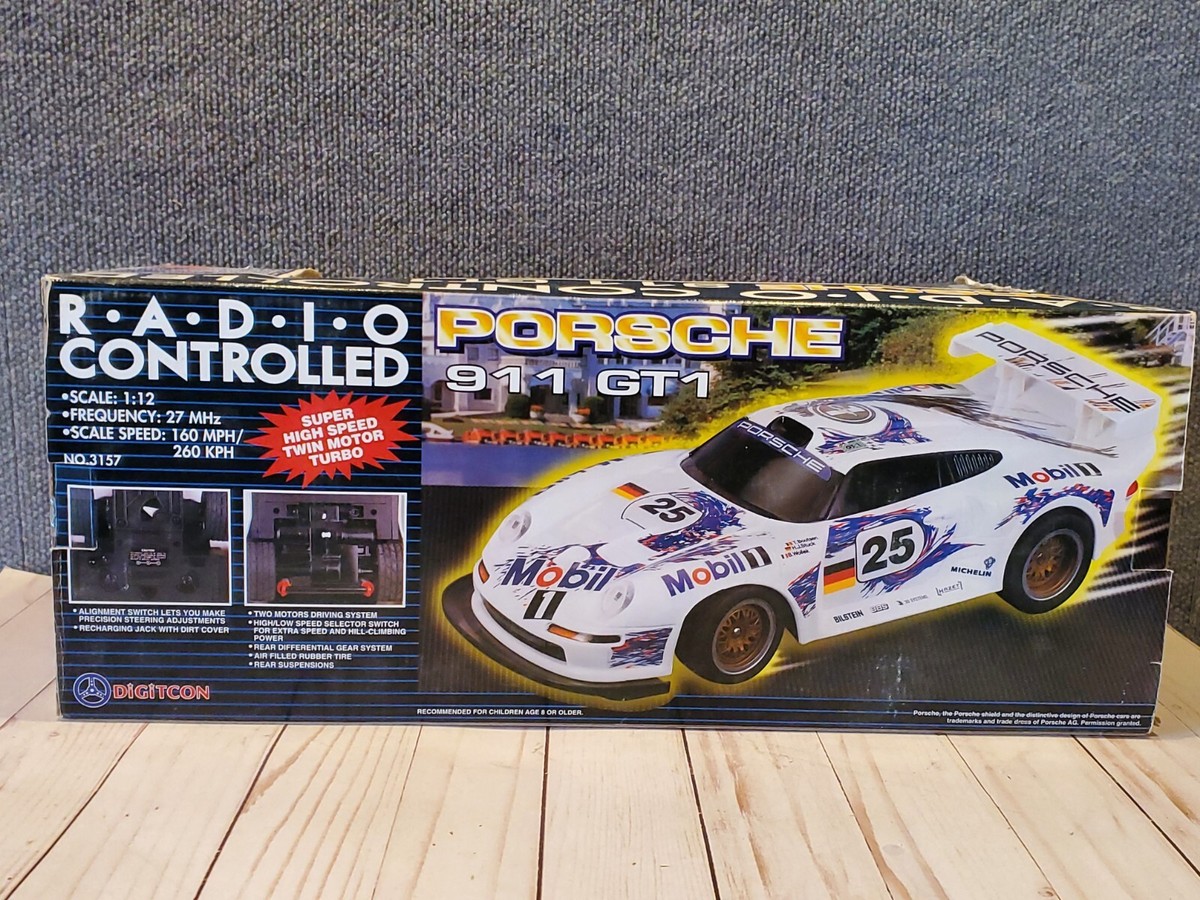 R·A·D·I·O
CONTROLLED
•SCALE: 1:12
•FREQUENCY: 27 MHz
•SCALE SPEED: 160 MPH/
260 KPH
NO.3157
SUPER
HIGH SPEED
TWIN MOTOR
TURBO
• ALIGNMENT SWITCH LETS YOU MAKE
PRECISION STEERING ADJUSTMENTS
• RECHARGING JACK WITH DIRT COVER
• TWO MOTORS DRIVING SYSTEM
• HIGH/LOW SPEED SELECTOR SWITCH
FOR EXTRA SPEED AND HILL-CLIMBING
POWER
• REAR DIFFERENTIAL GEAR SYSTEM
• AIR FILLED RUBBER TIRE
• REAR SUSPENSIONS
DiGiTCON
PORSCHE
911 GT1
PORSCHE
PORSCHE
Mobil 1
25
25
Mobil 1
Mobil
1
H.J.Stuck
MICHELIN
BILSTEIN
BBS
RECOMMENDED FOR CHILDREN AGE 8 OR OLDER.
Porsche, the Porsche shield and the distinctive design of Porsche cars are
trademarks and trade dress of Porsche AG. Permission granted.